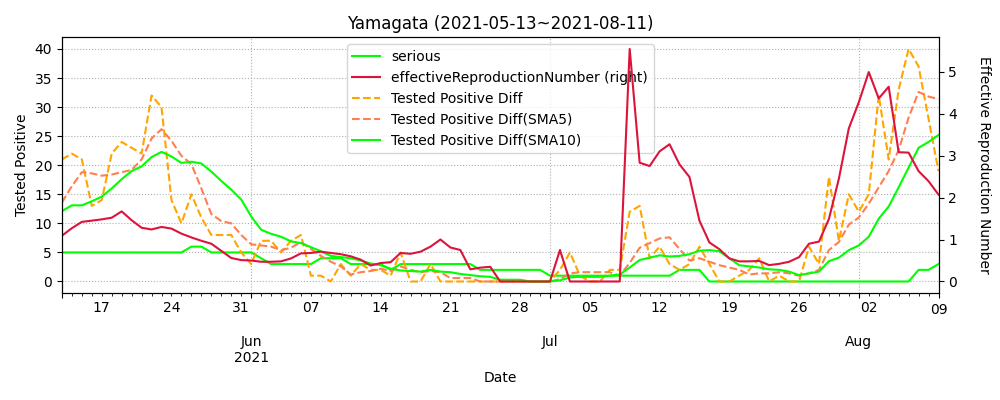 Yamagata (2021-05-13~2021-08-11)
serious
effectiveReproductionNumber (right)
Tested Positive Diff
Tested Positive Diff(SMA5)
Tested Positive Diff(SMA10)
Tested Positive
40
35
30
25
20
15
10
5
0
Effective Reproduction Number
5
4
3
2
1
0
17 24 31 07 14 21 28 05 12 19 26 02 09
Jun Jul Aug
2021
Date